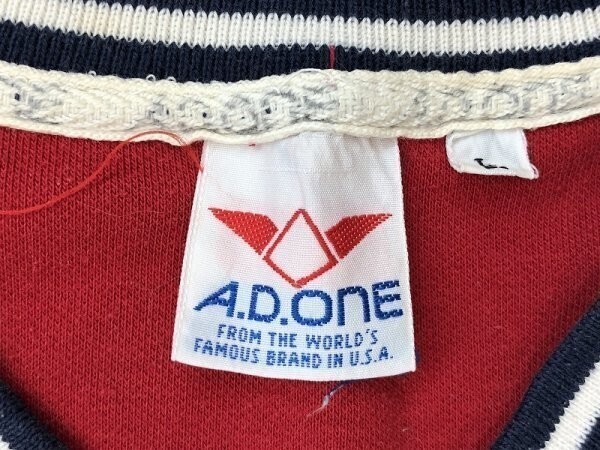 A.D.ONE
FROM THE WORLD'S
FAMOUS BRAND IN U.S.A.
L